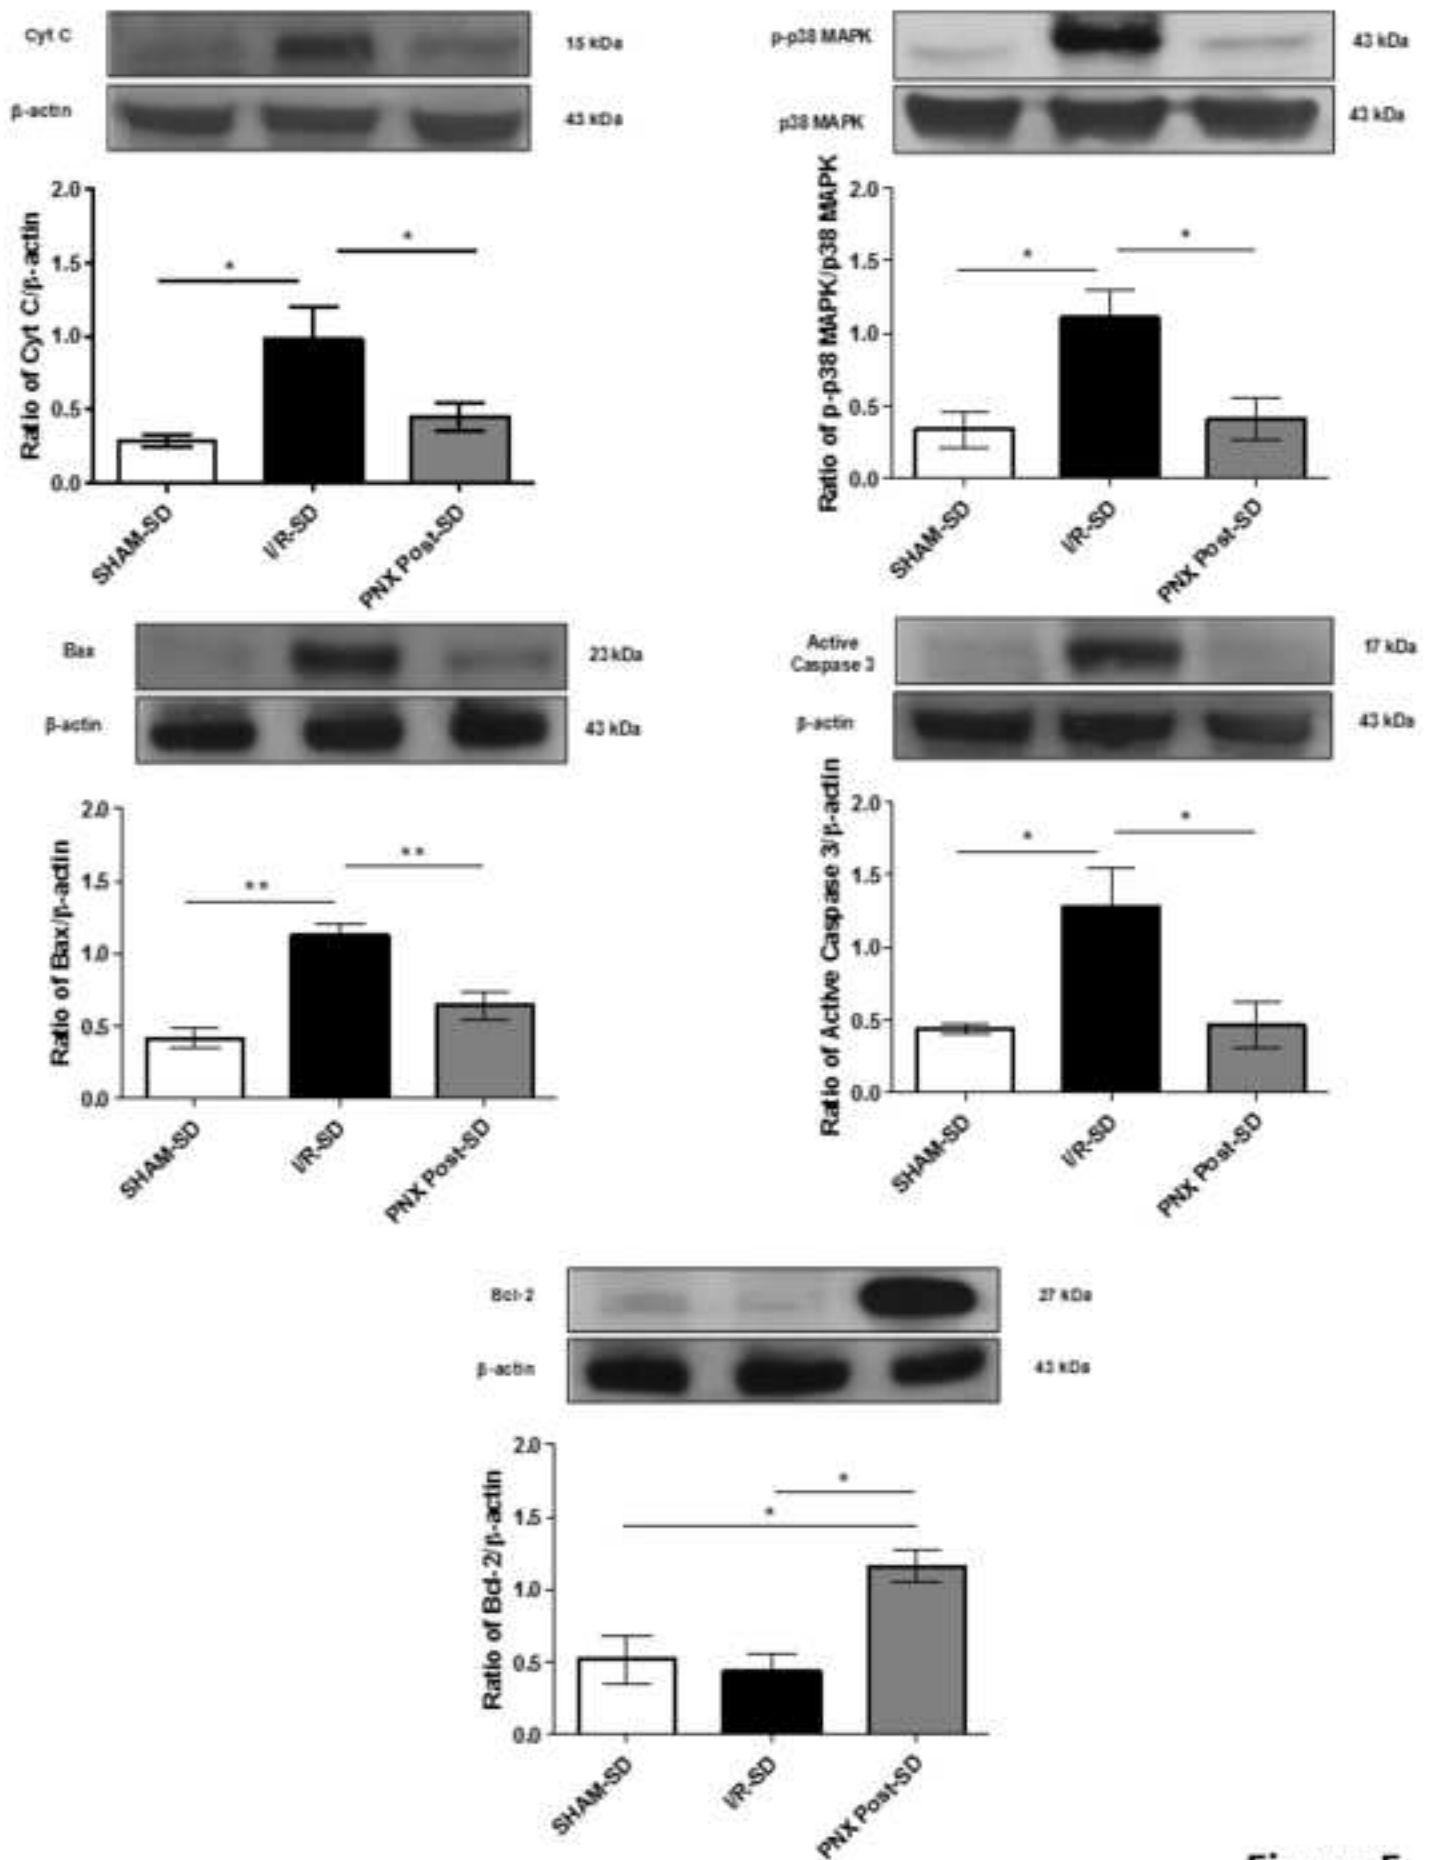 Cyt C
15 kDa
β-actin
43 kDa
Ratio of Cyt C/β-actin
2.0
1.5
1.0
0.5
0.0
*
*
SHAM-SD
I/R-SD
PNX Post-SD
p-p38 MAPK
43 kDa
p38 MAPK
43 kDa
Ratio of p-p38 MAPK/p38 MAPK
2.0
1.5
1.0
0.5
0.0
*
*
SHAM-SD
I/R-SD
PNX Post-SD
Bax
23 kDa
β-actin
43 kDa
Ratio of Bax/β-actin
2.0
1.5
1.0
0.5
0.0
**
**
SHAM-SD
I/R-SD
PNX Post-SD
Active
Caspase 3
17 kDa
β-actin
43 kDa
Ratio of Active Caspase 3/β-actin
2.0
1.5
1.0
0.5
0.0
*
*
SHAM-SD
I/R-SD
PNX Post-SD
Bcl-2
27 kDa
β-actin
43 kDa
Ratio of Bcl-2/β-actin
2.0
1.5
1.0
0.5
0.0
*
*
SHAM-SD
I/R-SD
PNX Post-SD